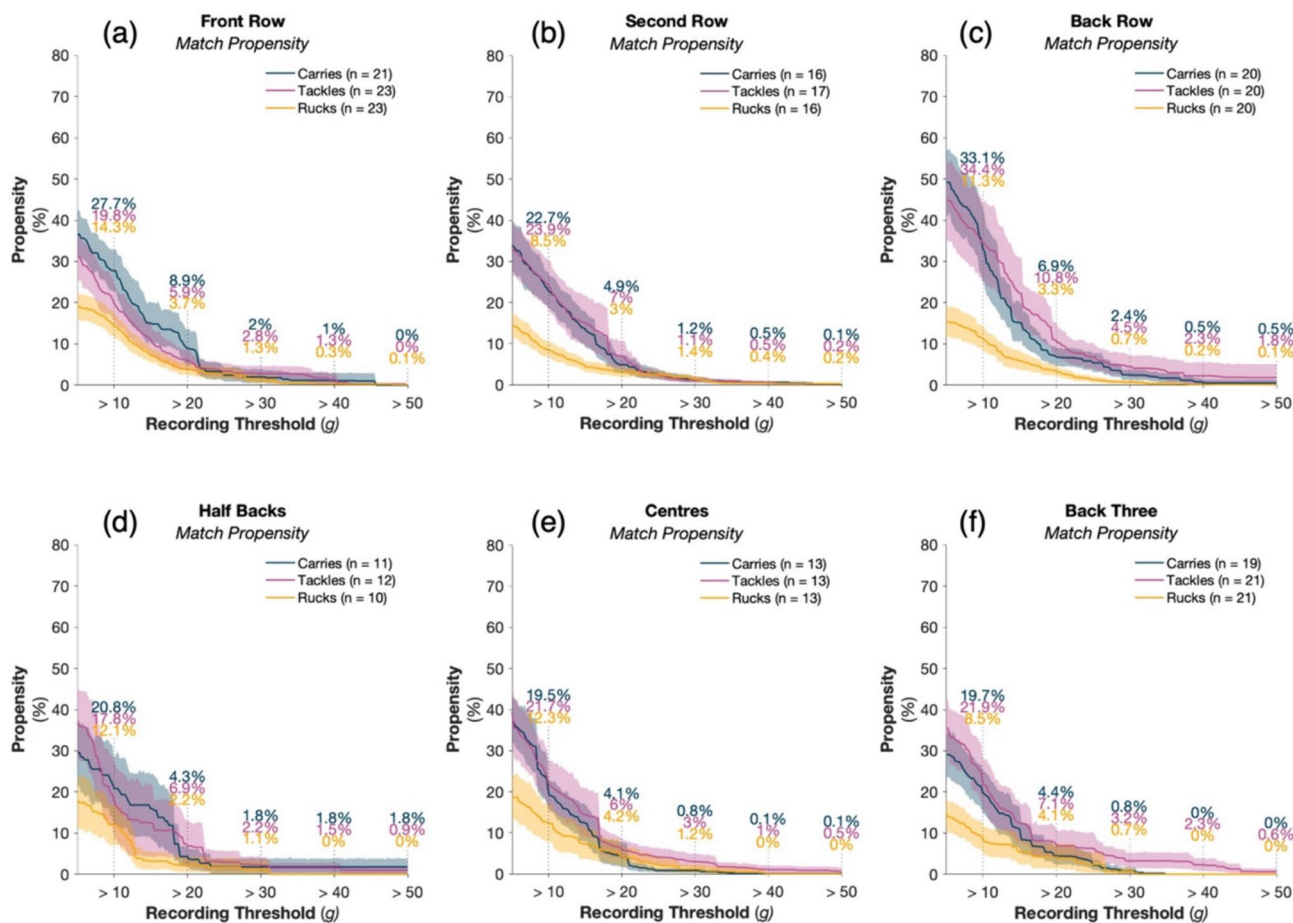 (a)
Front Row
Match Propensity
80
70
60
50
40
30
20
10
0
Propensity
(%)
Carries (n = 21)
Tackles (n = 23)
Rucks (n = 23)
27.7%
19.8%
14.3%
8.9%
5.9%
3.7%
2%
2.8%
1.3%
1%
1.3%
0.3%
0%
0%
0.1%
> 10 > 20 > 30 > 40 > 50
Recording Threshold (g)
(b)
Second Row
Match Propensity
80
70
60
50
40
30
20
10
0
Propensity
(%)
Carries (n = 16)
Tackles (n = 17)
Rucks (n = 16)
22.7%
23.9%
8.5%
4.9%
7%
3%
1.2%
1.1%
1.4%
0.5%
0.5%
0.4%
0.1%
0.2%
0.2%
> 10 > 20 > 30 > 40 > 50
Recording Threshold (g)
(c)
Back Row
Match Propensity
80
70
60
50
40
30
20
10
0
Propensity
(%)
Carries (n = 20)
Tackles (n = 20)
Rucks (n = 20)
33.1%
34.4%
11.3%
6.9%
10.8%
3.3%
2.4%
4.5%
0.7%
0.5%
2.3%
0.2%
0.5%
1.8%
0.1%
> 10 > 20 > 30 > 40 > 50
Recording Threshold (g)
(d)
Half Backs
Match Propensity
80
70
60
50
40
30
20
10
0
Propensity
(%)
Carries (n = 11)
Tackles (n = 12)
Rucks (n = 10)
20.8%
17.8%
12.1%
4.3%
6.9%
2.2%
1.8%
2.2%
1.1%
1.8%
1.5%
0%
1.8%
0.9%
0%
> 10 > 20 > 30 > 40 > 50
Recording Threshold (g)
(e)
Centres
Match Propensity
80
70
60
50
40
30
20
10
0
Propensity
(%)
Carries (n = 13)
Tackles (n = 13)
Rucks (n = 13)
19.5%
21.7%
12.3%
4.1%
6%
4.2%
0.8%
3%
1.2%
0.1%
1%
0%
0.1%
0.5%
0%
> 10 > 20 > 30 > 40 > 50
Recording Threshold (g)
(f)
Back Three
Match Propensity
80
70
60
50
40
30
20
10
0
Propensity
(%)
Carries (n = 19)
Tackles (n = 21)
Rucks (n = 21)
19.7%
21.9%
8.5%
4.4%
7.1%
4.1%
0.8%
3.2%
0.7%
0%
2.3%
0%
0%
0.6%
0%
> 10 > 20 > 30 > 40 > 50
Recording Threshold (g)